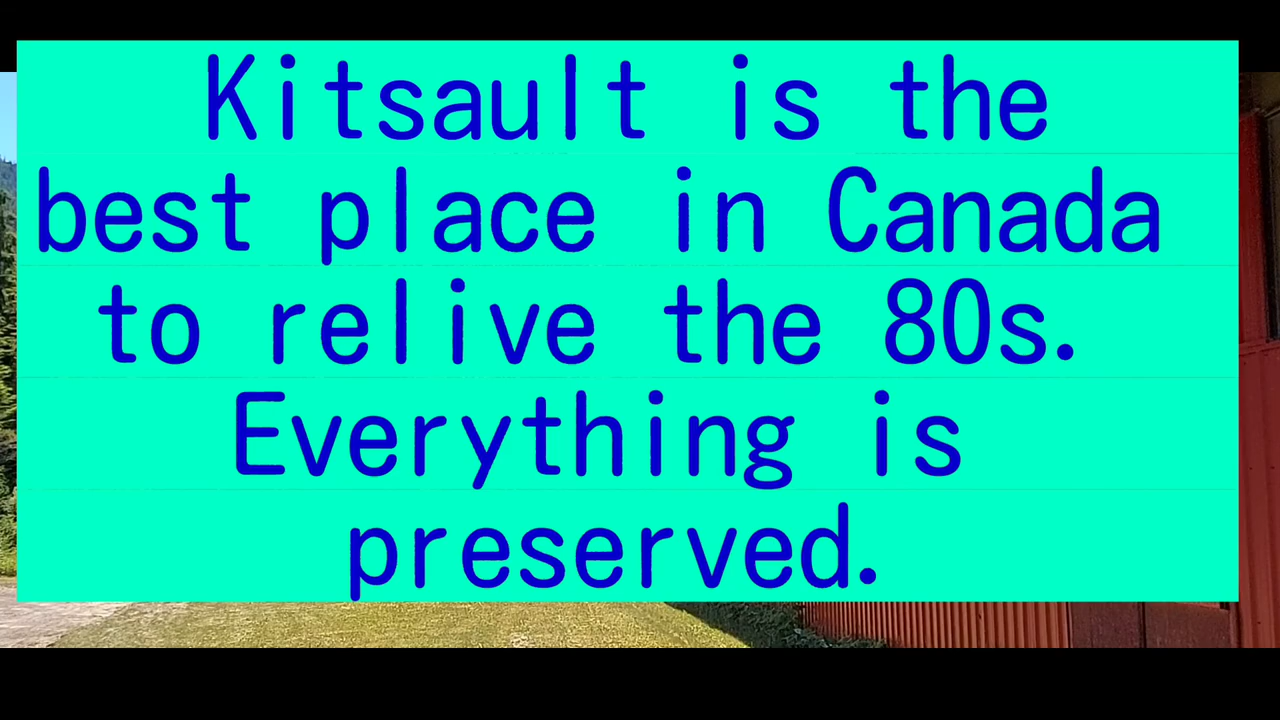 Kitsault is the
best place in Canada
to relive the 80s.
Everything is
preserved.